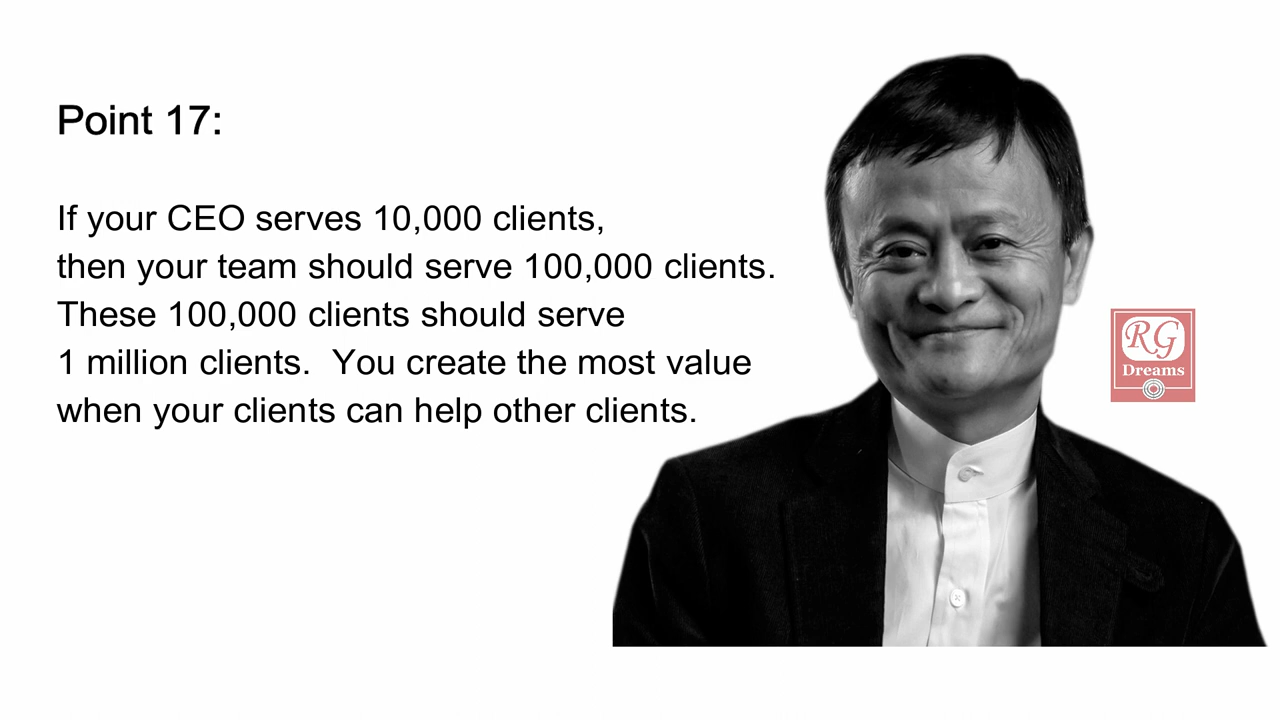 Point 17:
If your CEO serves 10,000 clients,
then your team should serve 100,000 clients.
These 100,000 clients should serve
1 million clients.  You create the most value
when your clients can help other clients.
RG
Dreams